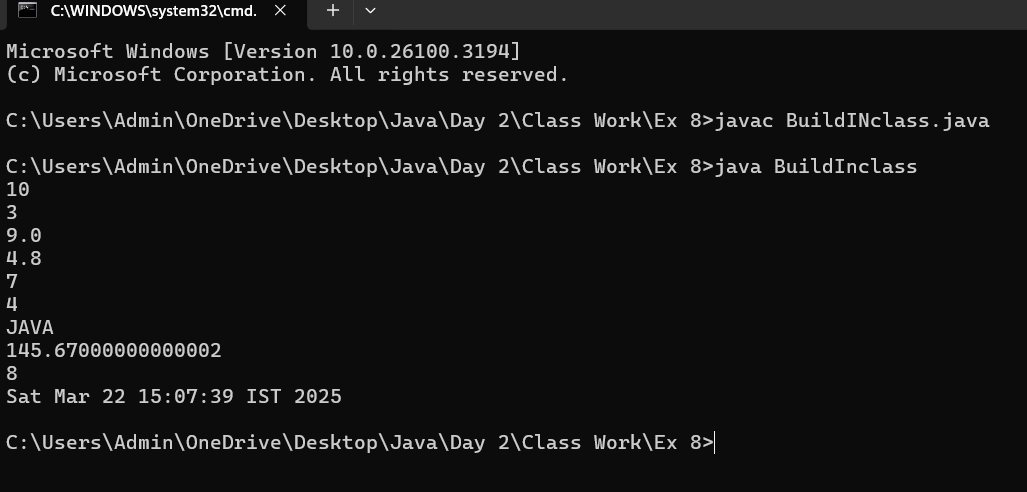 C:\WINDOWS\system32\cmd.
Microsoft Windows [Version 10.0.26100.3194]
(c) Microsoft Corporation. All rights reserved.
C:\Users\Admin\OneDrive\Desktop\Java\Day 2\Class Work\Ex 8>javac BuildINclass.java
C:\Users\Admin\OneDrive\Desktop\Java\Day 2\Class Work\Ex 8>java BuildInclass
10
3
9.0
4.8
7
4
JAVA
145.67000000000002
8
Sat Mar 22 15:07:39 IST 2025
C:\Users\Admin\OneDrive\Desktop\Java\Day 2\Class Work\Ex 8>